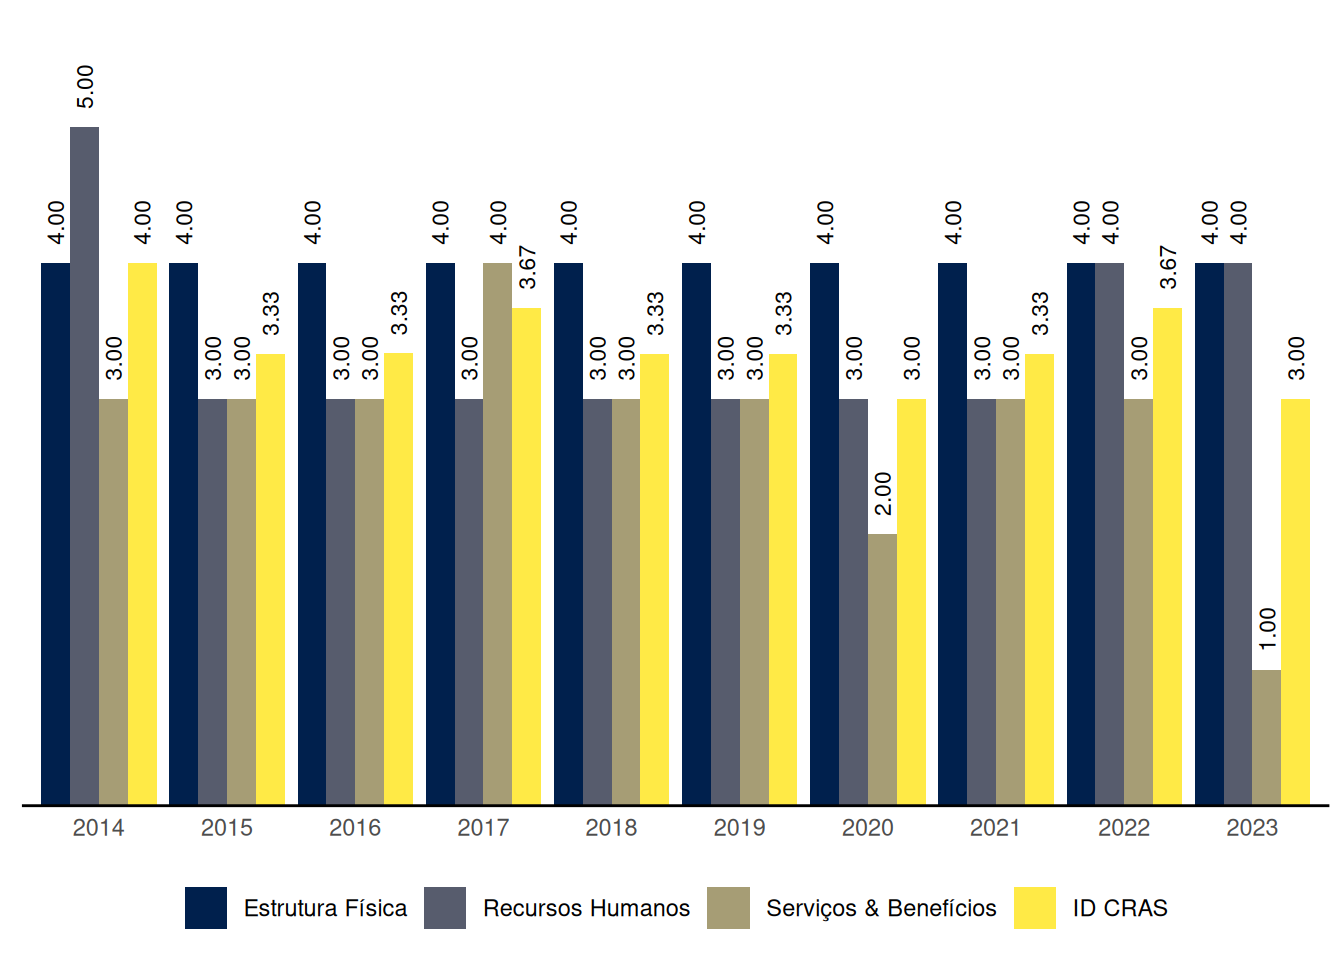 5.00
4.00 4.00 4.00 4.00 4.00 4.00 4.00 4.00 4.00 4.00 4.00 4.00 4.00 4.00
3.67 3.67
3.33 3.33 3.33 3.33 3.33
3.00 3.00 3.00 3.00 3.00 3.00 3.00 3.00 3.00 3.00 3.00 3.00 3.00 3.00 3.00 3.00 3.00
2.00
1.00
2014 2015 2016 2017 2018 2019 2020 2021 2022 2023
Estrutura Física Recursos Humanos Serviços & Benefícios ID CRAS